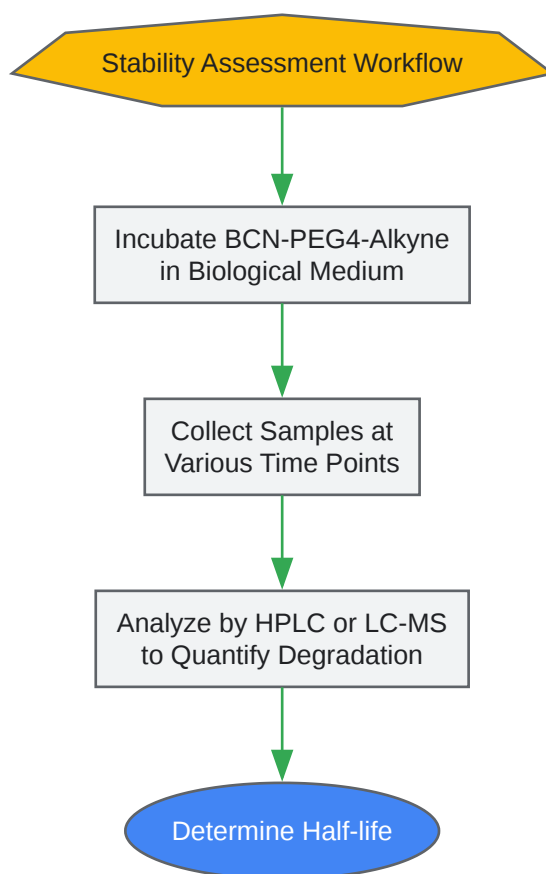 Stability Assessment Workflow
Incubate BCN-PEG4-Alkyne
in Biological Medium
Collect Samples at
Various Time Points
Analyze by HPLC or LC-MS
to Quantify Degradation
Determine Half-life